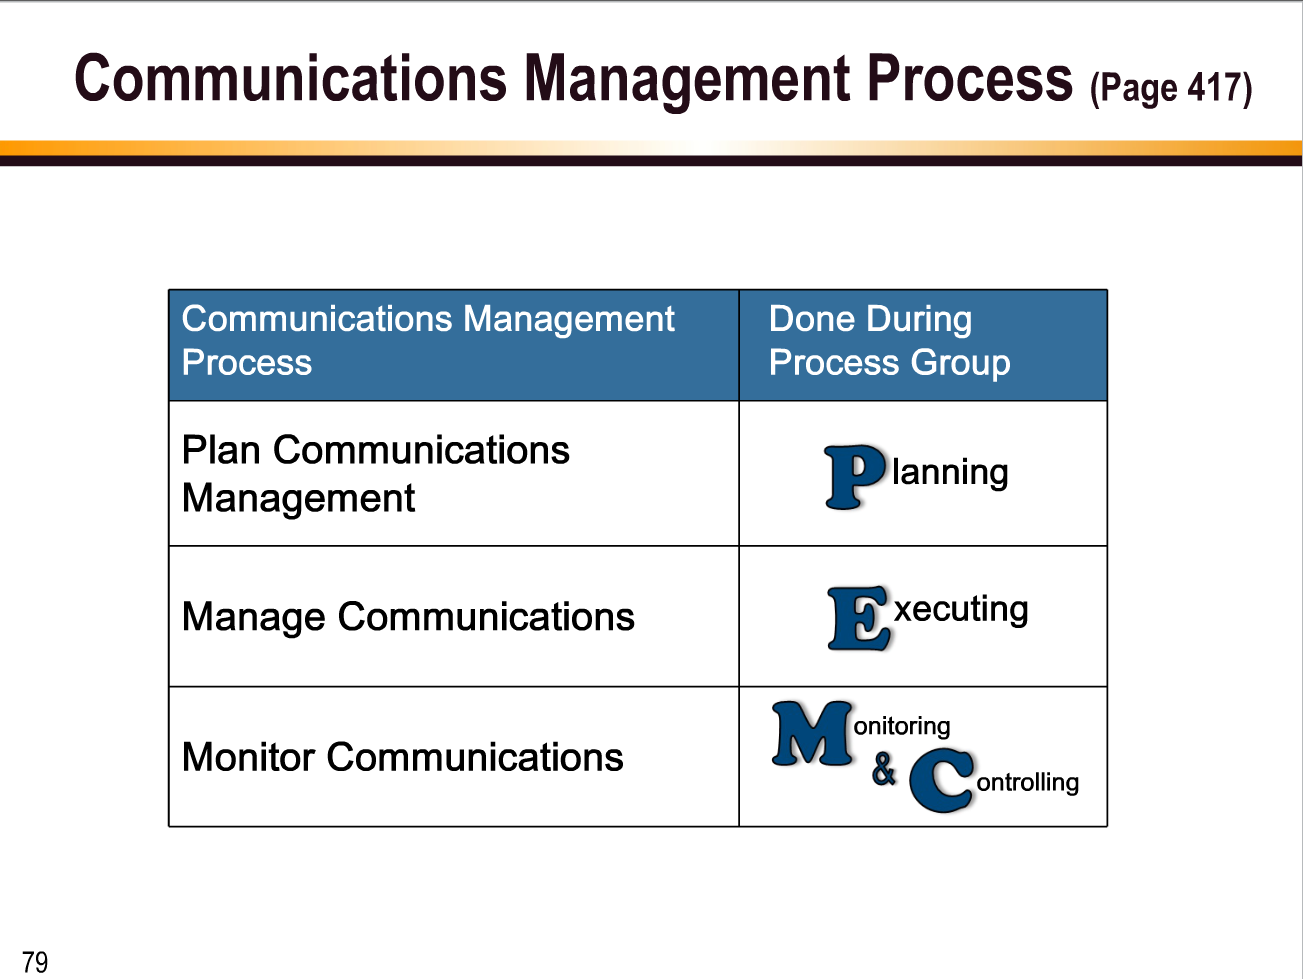 Communications Management Process (Page 417)
Communications Management
Process
Done During
Process Group
Plan Communications
Management
Planning
Manage Communications
Executing
Monitor Communications
Monitoring
& Controlling
79